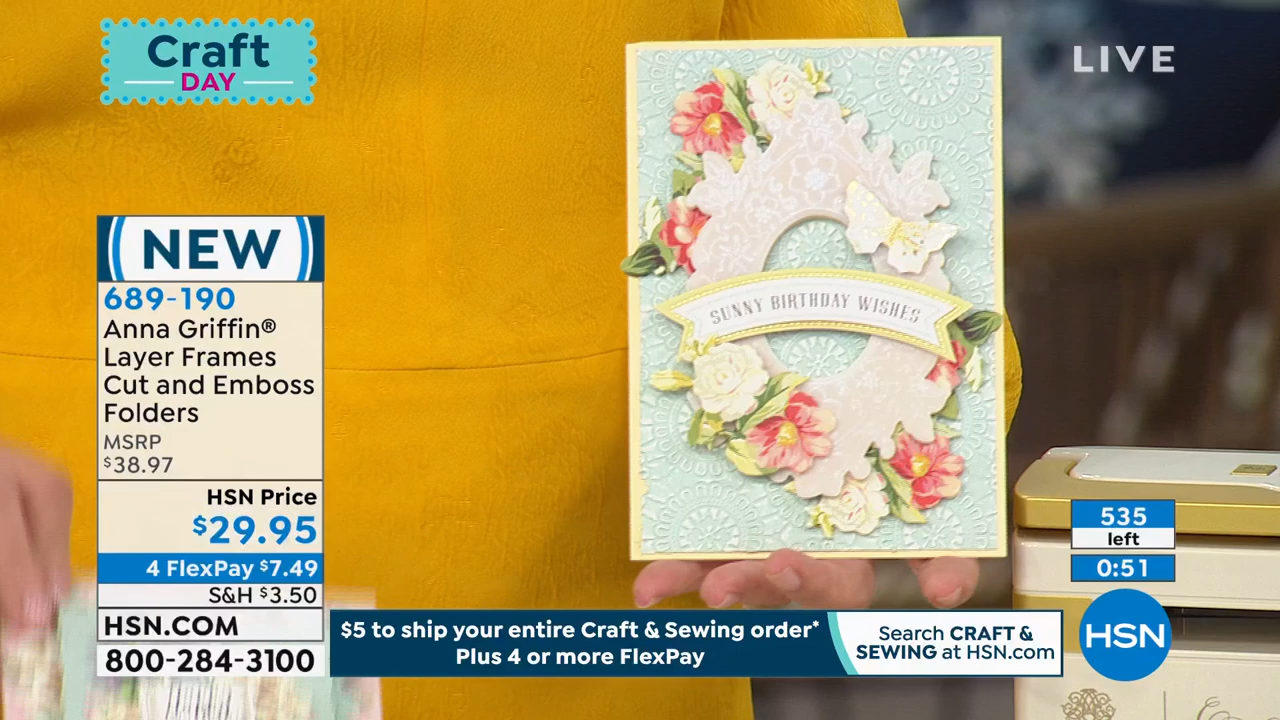 Craft
DAY
LIVE
NEW
689-190
Anna Griffin®
Layer Frames
Cut and Emboss
Folders
MSRP
$38.97
HSN Price
$29.95
4 FlexPay $7.49
S&H $3.50
HSN.COM
800-284-3100
SUNNY BIRTHDAY WISHES
535
left
0:51
$5 to ship your entire Craft & Sewing order*
Plus 4 or more FlexPay
Search CRAFT &
SEWING at HSN.com
HSN